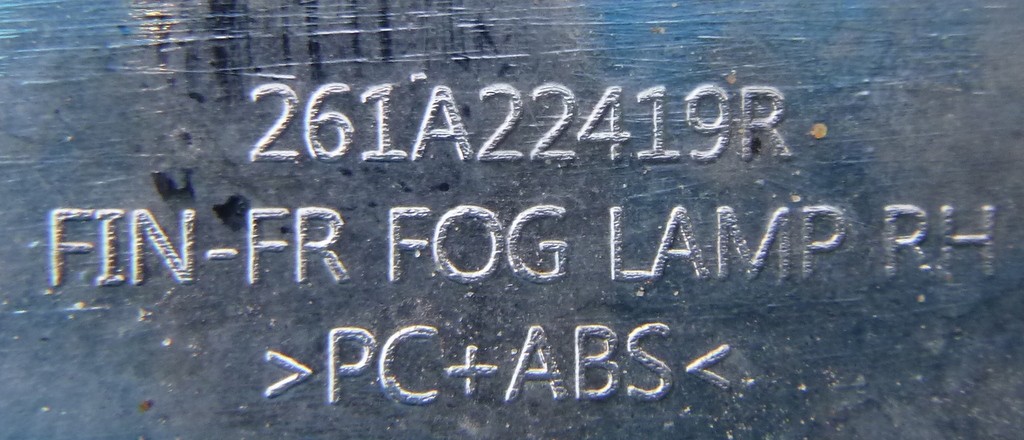 261A22419R
FIN-FR FOG LAMP RH
>PC+ABS<